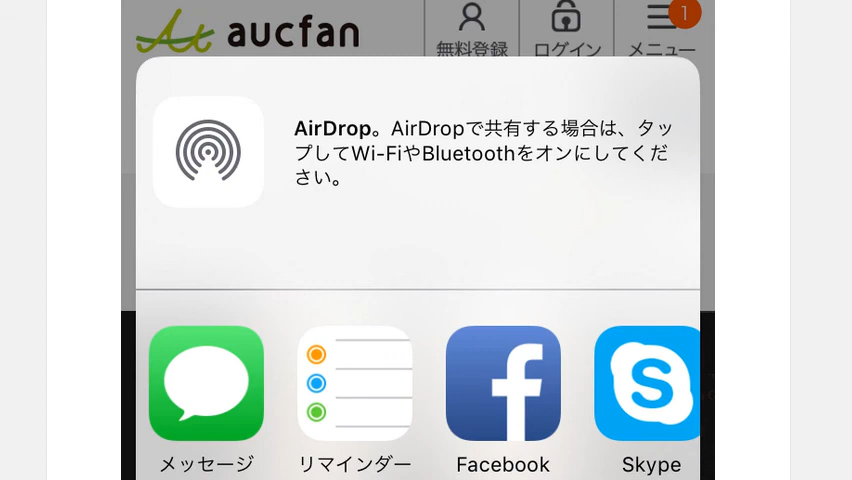 aucfan
無料登録
ログイン
メニュー
1
AirDrop。AirDropで共有する場合は、タッ
プしてWi-FiやBluetoothをオンにしてくだ
さい。
メッセージ
リマインダー
Facebook
Skype